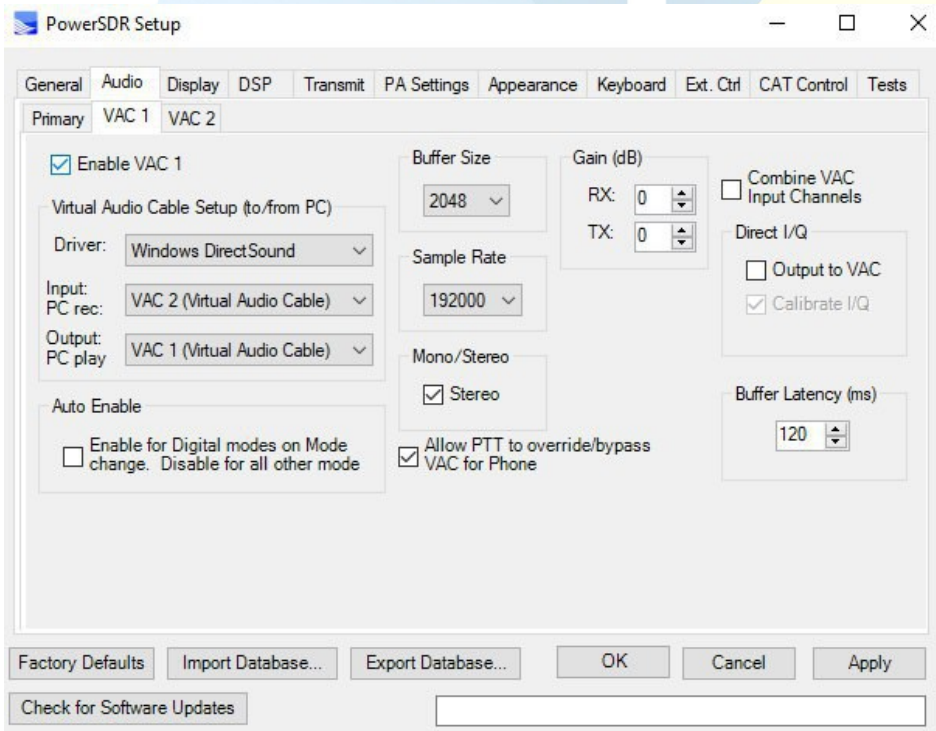 PowerSDR Setup
General Audio Display DSP Transmit PA Settings Appearance Keyboard Ext. Ctrl CAT Control Tests
Primary VAC 1 VAC 2
Enable VAC 1
Virtual Audio Cable Setup (to/from PC)
Driver: Windows DirectSound
Input:
PC rec: VAC 2 (Virtual Audio Cable)
Output:
PC play VAC 1 (Virtual Audio Cable)
Auto Enable
Enable for Digital modes on Mode
change. Disable for all other mode
Buffer Size
2048
Sample Rate
192000
Mono/Stereo
Stereo
Allow PTT to override/bypass
VAC for Phone
Gain (dB)
RX: 0
TX: 0
Combine VAC
Input Channels
Direct I/Q
Output to VAC
Calibrate I/Q
Buffer Latency (ms)
120
Factory Defaults Import Database... Export Database... OK Cancel Apply
Check for Software Updates